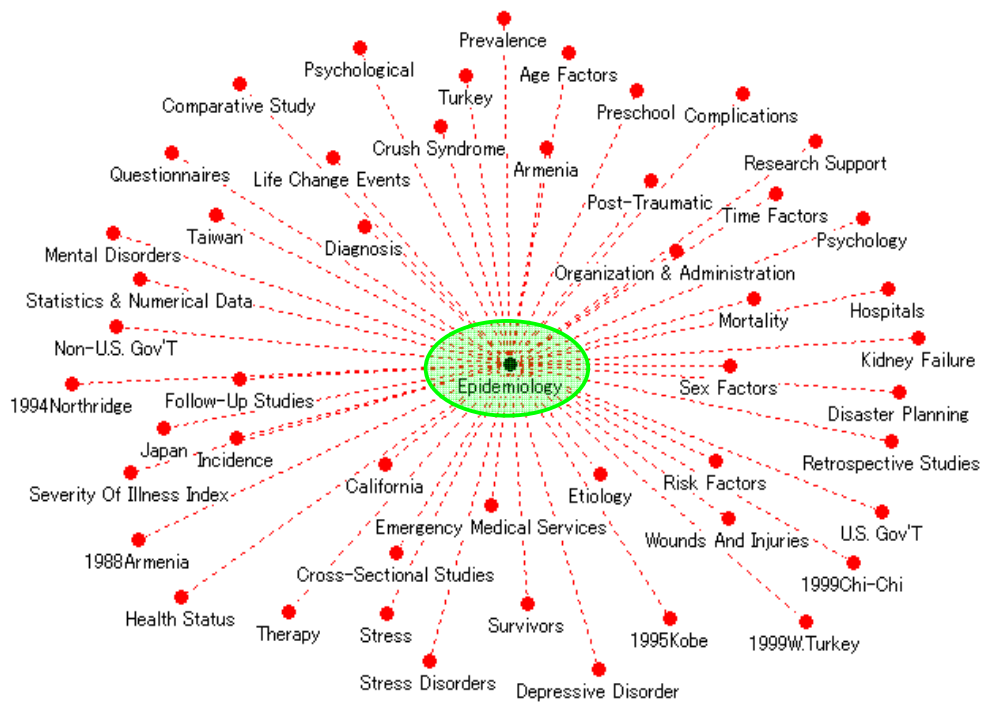 Prevalence
Psychological
Age Factors
Comparative Study
Turkey
Preschool
Complications
Crush Syndrome
Armenia
Research Support
Questionnaires
Life Change Events
Post-Traumatic
Time Factors
Taiwan
Diagnosis
Psychology
Mental Disorders
Organization & Administration
Statistics & Numerical Data
Mortality
Hospitals
Non-U.S. Gov'T
Kidney Failure
Epidemiology
Sex Factors
1994Northridge
Follow-Up Studies
Disaster Planning
Japan
Incidence
Retrospective Studies
Severity Of Illness Index
California
Etiology
Risk Factors
Emergency Medical Services
Wounds And Injuries
U.S. Gov'T
1988Armenia
Cross-Sectional Studies
1999Chi-Chi
Health Status
Therapy
Stress
Survivors
1995Kobe
1999W.Turkey
Stress Disorders
Depressive Disorder